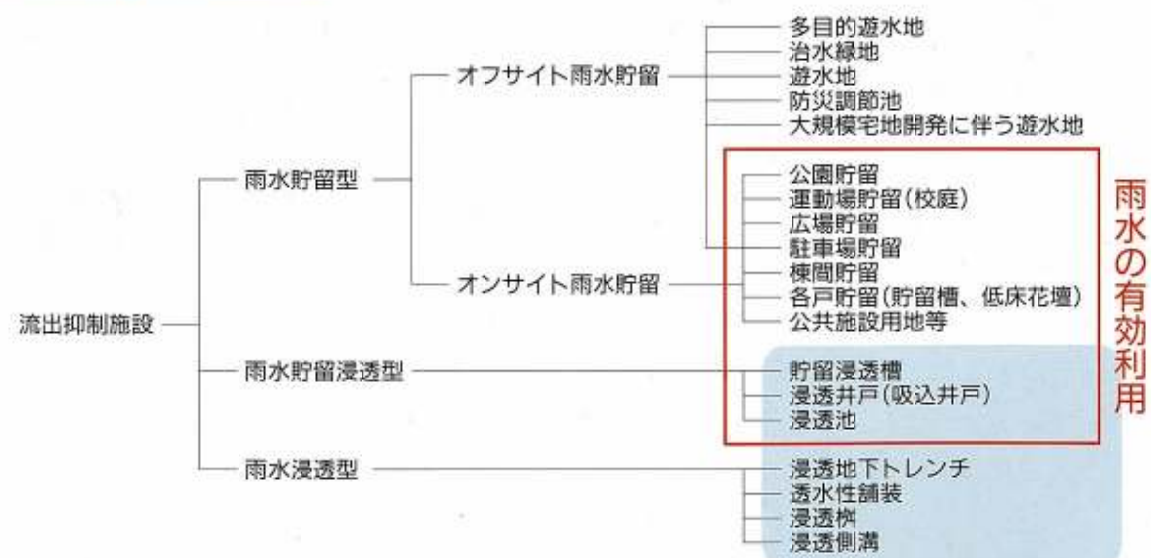 流出抑制施設
雨水貯留型
オフサイト雨水貯留
多目的遊水地
治水緑地
遊水地
防災調節池
大規模宅地開発に伴う遊水地
オンサイト雨水貯留
公園貯留
運動場貯留(校庭)
広場貯留
駐車場貯留
棟間貯留
各戸貯留(貯留槽、低床花壇)
公共施設用地等
雨水貯留浸透型
貯留浸透槽
浸透井戸(吸込井戸)
浸透池
雨水浸透型
浸透地下トレンチ
透水性舗装
浸透桝
浸透側溝
雨水の有効利用